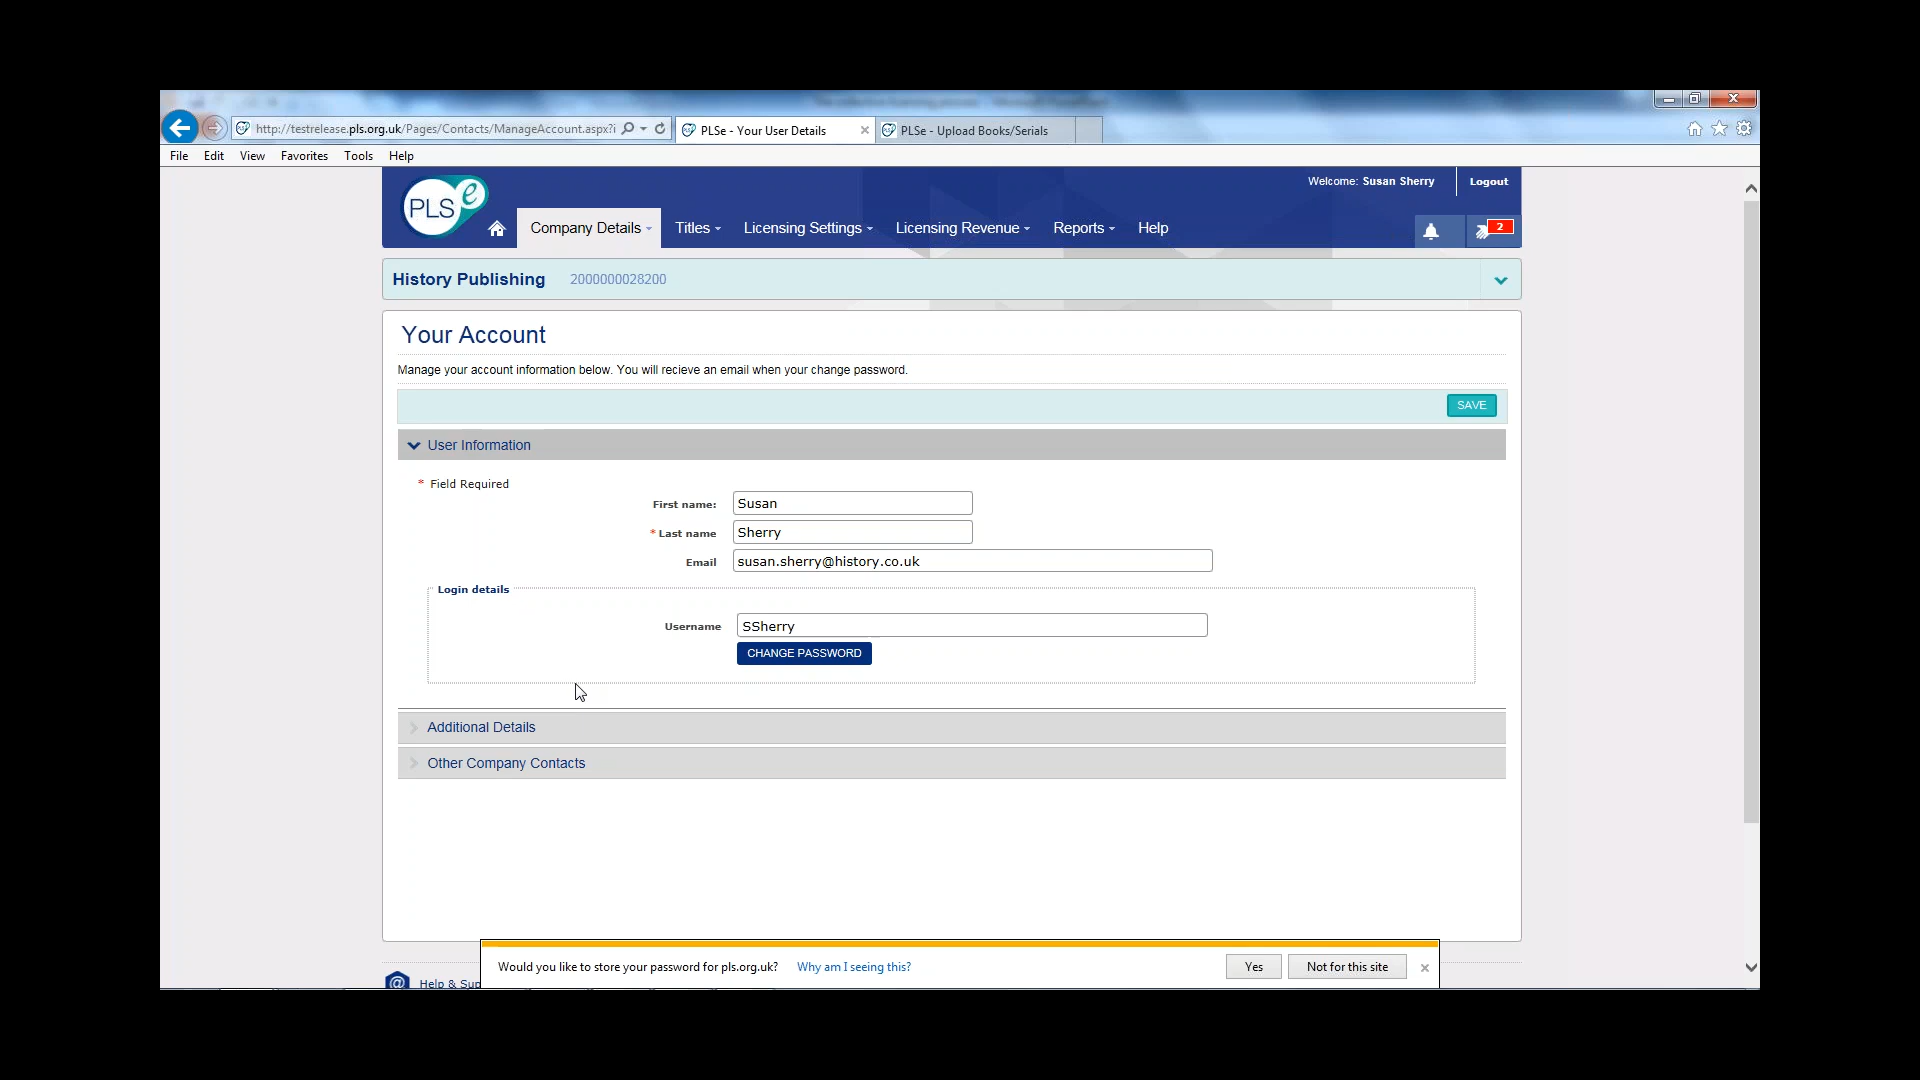 http://testrelease.pls.org.uk/Pages/Contacts/ManageAccount.aspx?i
PLSe - Your User Details
PLSe - Upload Books/Serials
File Edit View Favorites Tools Help
PLS e
Welcome: Susan Sherry
Logout
Company Details Titles Licensing Settings Licensing Revenue Reports Help
2
History Publishing 2000000028200
Your Account
Manage your account information below. You will recieve an email when your change password.
SAVE
User Information
* Field Required
First name: Susan
* Last name Sherry
Email susan.sherry@history.co.uk
Login details
Username SSherry
CHANGE PASSWORD
Additional Details
Other Company Contacts
Would you like to store your password for pls.org.uk? Why am I seeing this? Yes Not for this site
@ Help & Sup